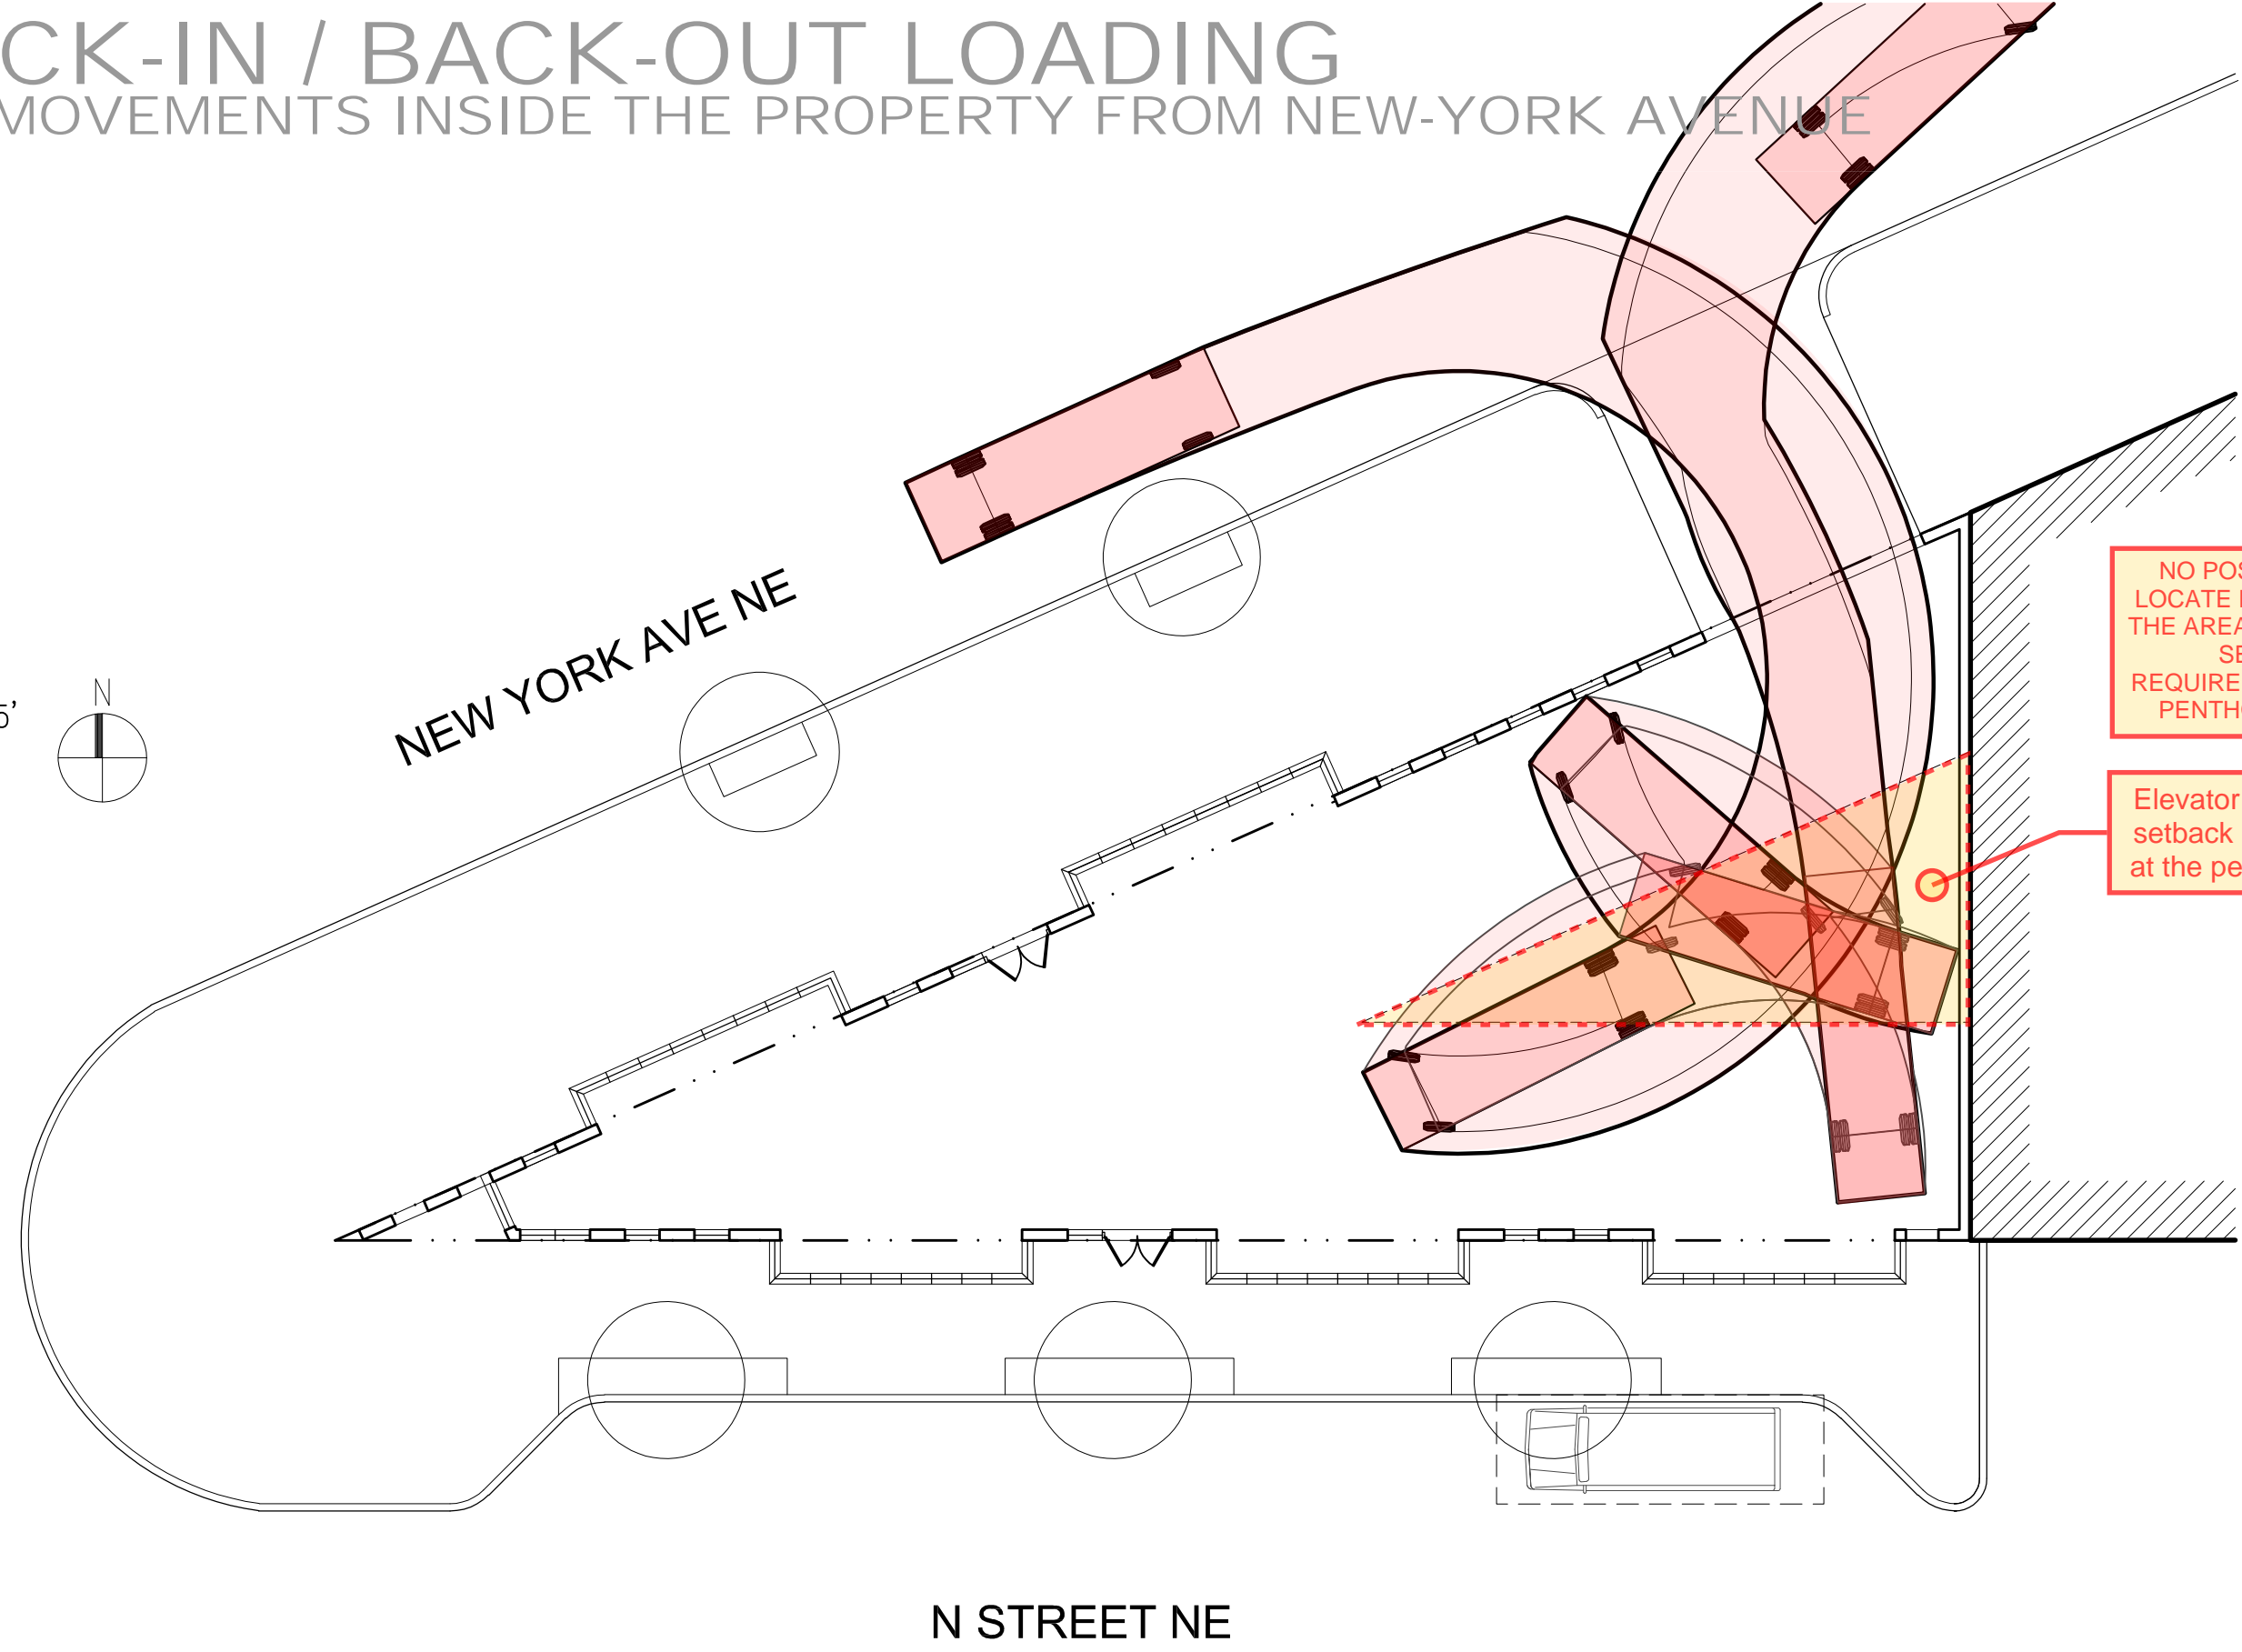 CK-IN / BACK-OUT LOADING
MOVEMENTS INSIDE THE PROPERTY FROM NEW-YORK AVENUE
NEW YORK AVE NE
N
5'
NO POS
LOCATE
THE AREA
SE
REQUIRE
PENTH
Elevator
setback
at the pe
N STREET NE